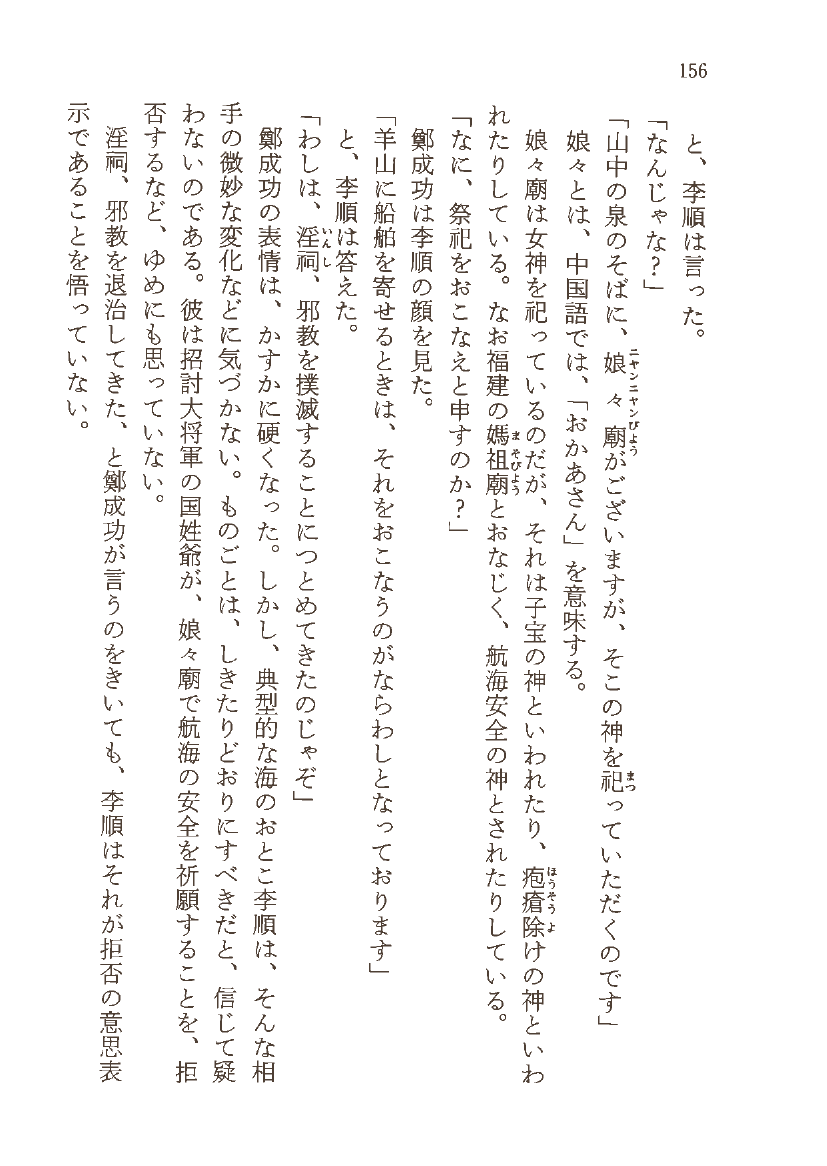 156
と、李順は言った。
「なんじゃな？」
「山中の泉のそばに、娘々廟がございますが、そこの神を祀っていただくのです」
娘々とは、中国語では、「おかあさん」を意味する。
娘々廟は女神を祀っているのだが、それは子宝の神といわれたり、疱瘡除けの神といわ
れたりしている。なお福建の媽祖廟とおなじく、航海安全の神とされたりしている。
「なに、祭祀をおこなえと申すのか？」
鄭成功は李順の顔を見た。
「羊山に船舶を寄せるときは、それをおこなうのがならわしとなっております」
と、李順は答えた。
「わしは、淫祠、邪教を撲滅することにつとめてきたのじゃぞ」
鄭成功の表情は、かすかに硬くなった。しかし、典型的な海のおとこ李順は、そんな相
手の微妙な変化などに気づかない。ものごとは、しきたりどおりにすべきだと、信じて疑
わないのである。彼は招討大将軍の国姓爺が、娘々廟で航海の安全を祈願することを、拒
否するなど、ゆめにも思っていない。
淫祠、邪教を退治してきた、と鄭成功が言うのをきいても、李順はそれが拒否の意思表
示であることを悟っていない。